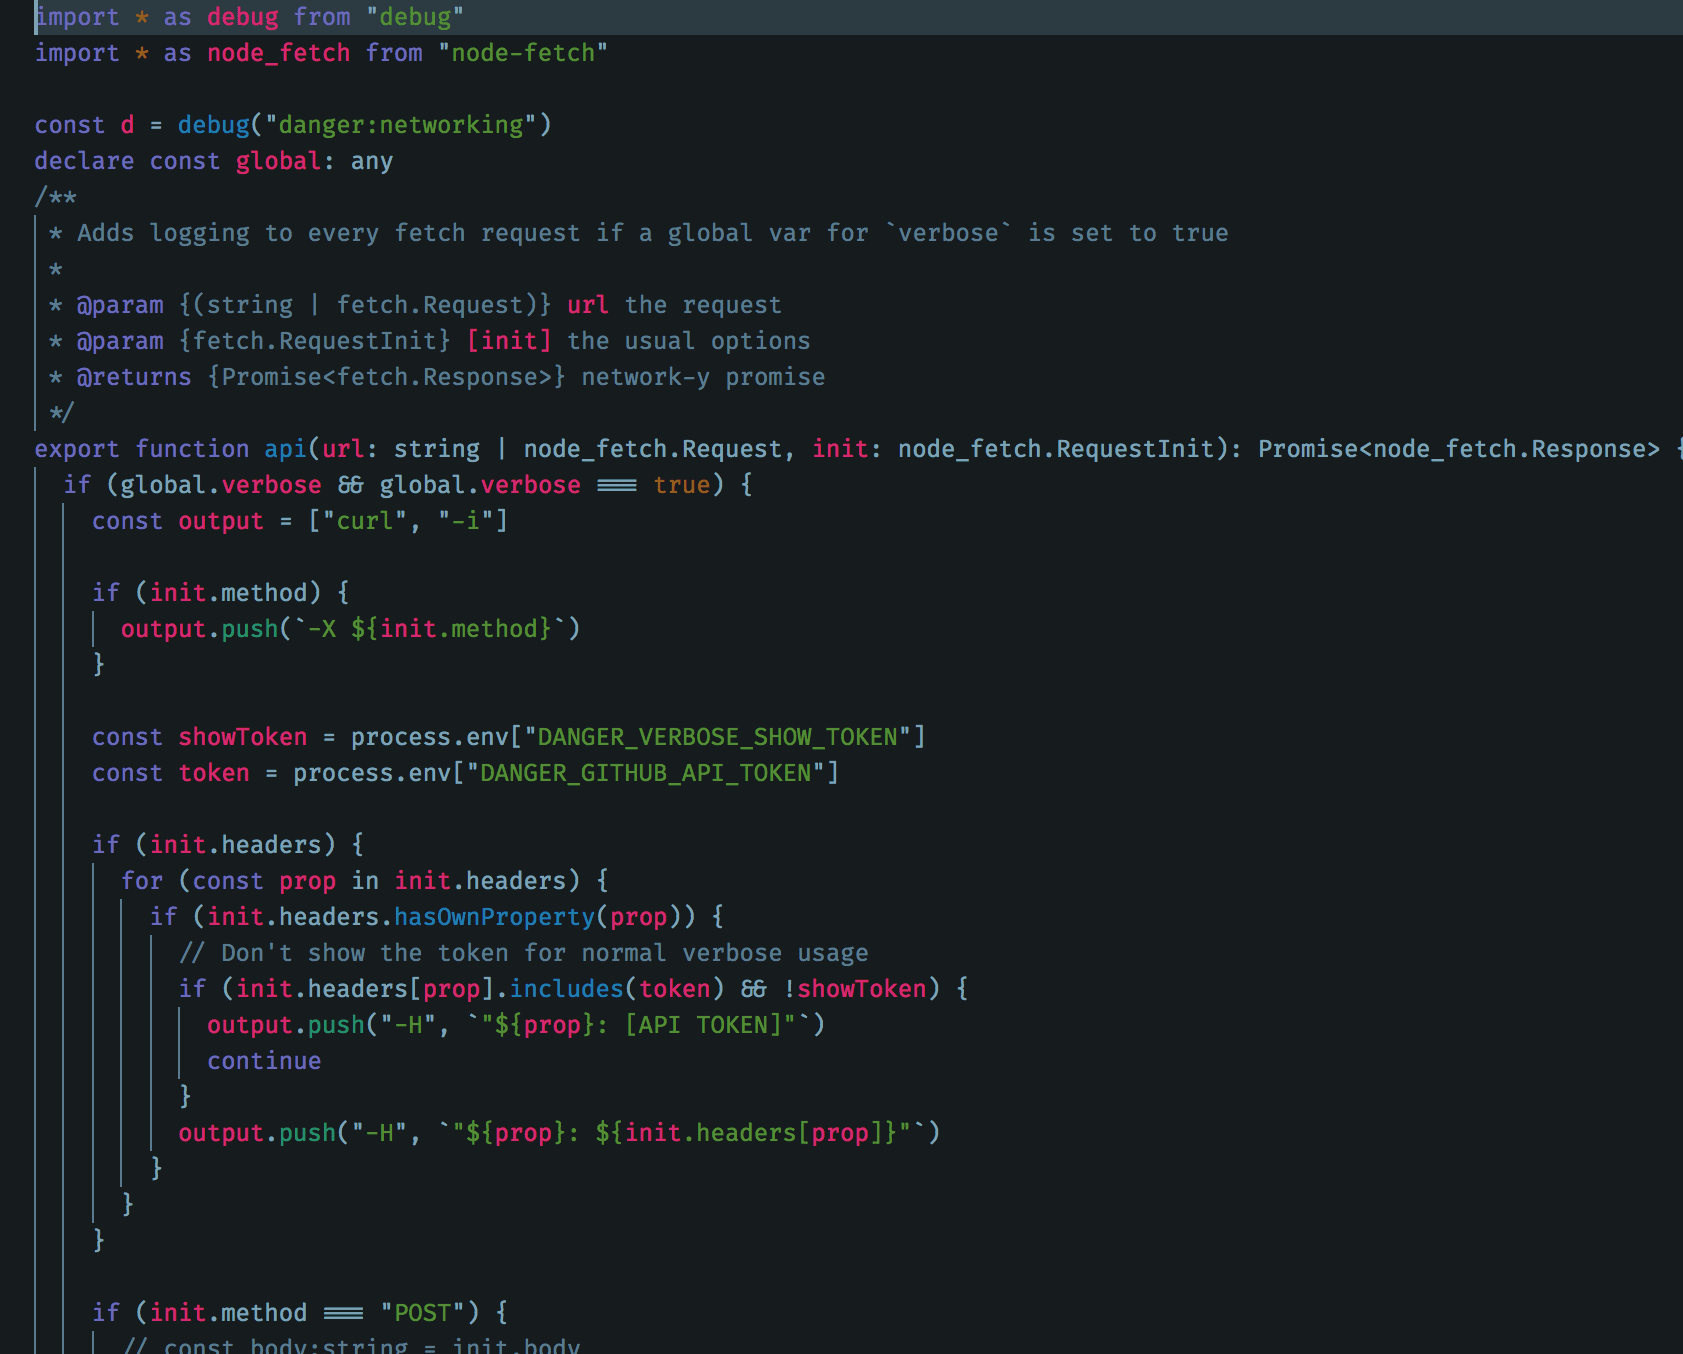 import * as debug from "debug"
import * as node_fetch from "node-fetch"
const d = debug("danger:networking")
declare const global: any
/**
* Adds logging to every fetch request if a global var for `verbose` is set to true
*
* @param {(string | fetch.Request)} url the request
* @param {fetch.RequestInit} [init] the usual options
* @returns {Promise<fetch.Response>} network-y promise
*/
export function api(url: string | node_fetch.Request, init: node_fetch.RequestInit): Promise<node_fetch.Response> {
if (global.verbose && global.verbose === true) {
const output = ["curl", "-i"]
if (init.method) {
output.push(`-X ${init.method}`)
}
const showToken = process.env["DANGER_VERBOSE_SHOW_TOKEN"]
const token = process.env["DANGER_GITHUB_API_TOKEN"]
if (init.headers) {
for (const prop in init.headers) {
if (init.headers.hasOwnProperty(prop)) {
// Don't show the token for normal verbose usage
if (init.headers[prop].includes(token) && !showToken) {
output.push("-H", `"${prop}: [API TOKEN]"`)
continue
}
output.push("-H", `"${prop}: ${init.headers[prop]}"`)
}
}
}
if (init.method === "POST") {
// const body:string = init.body